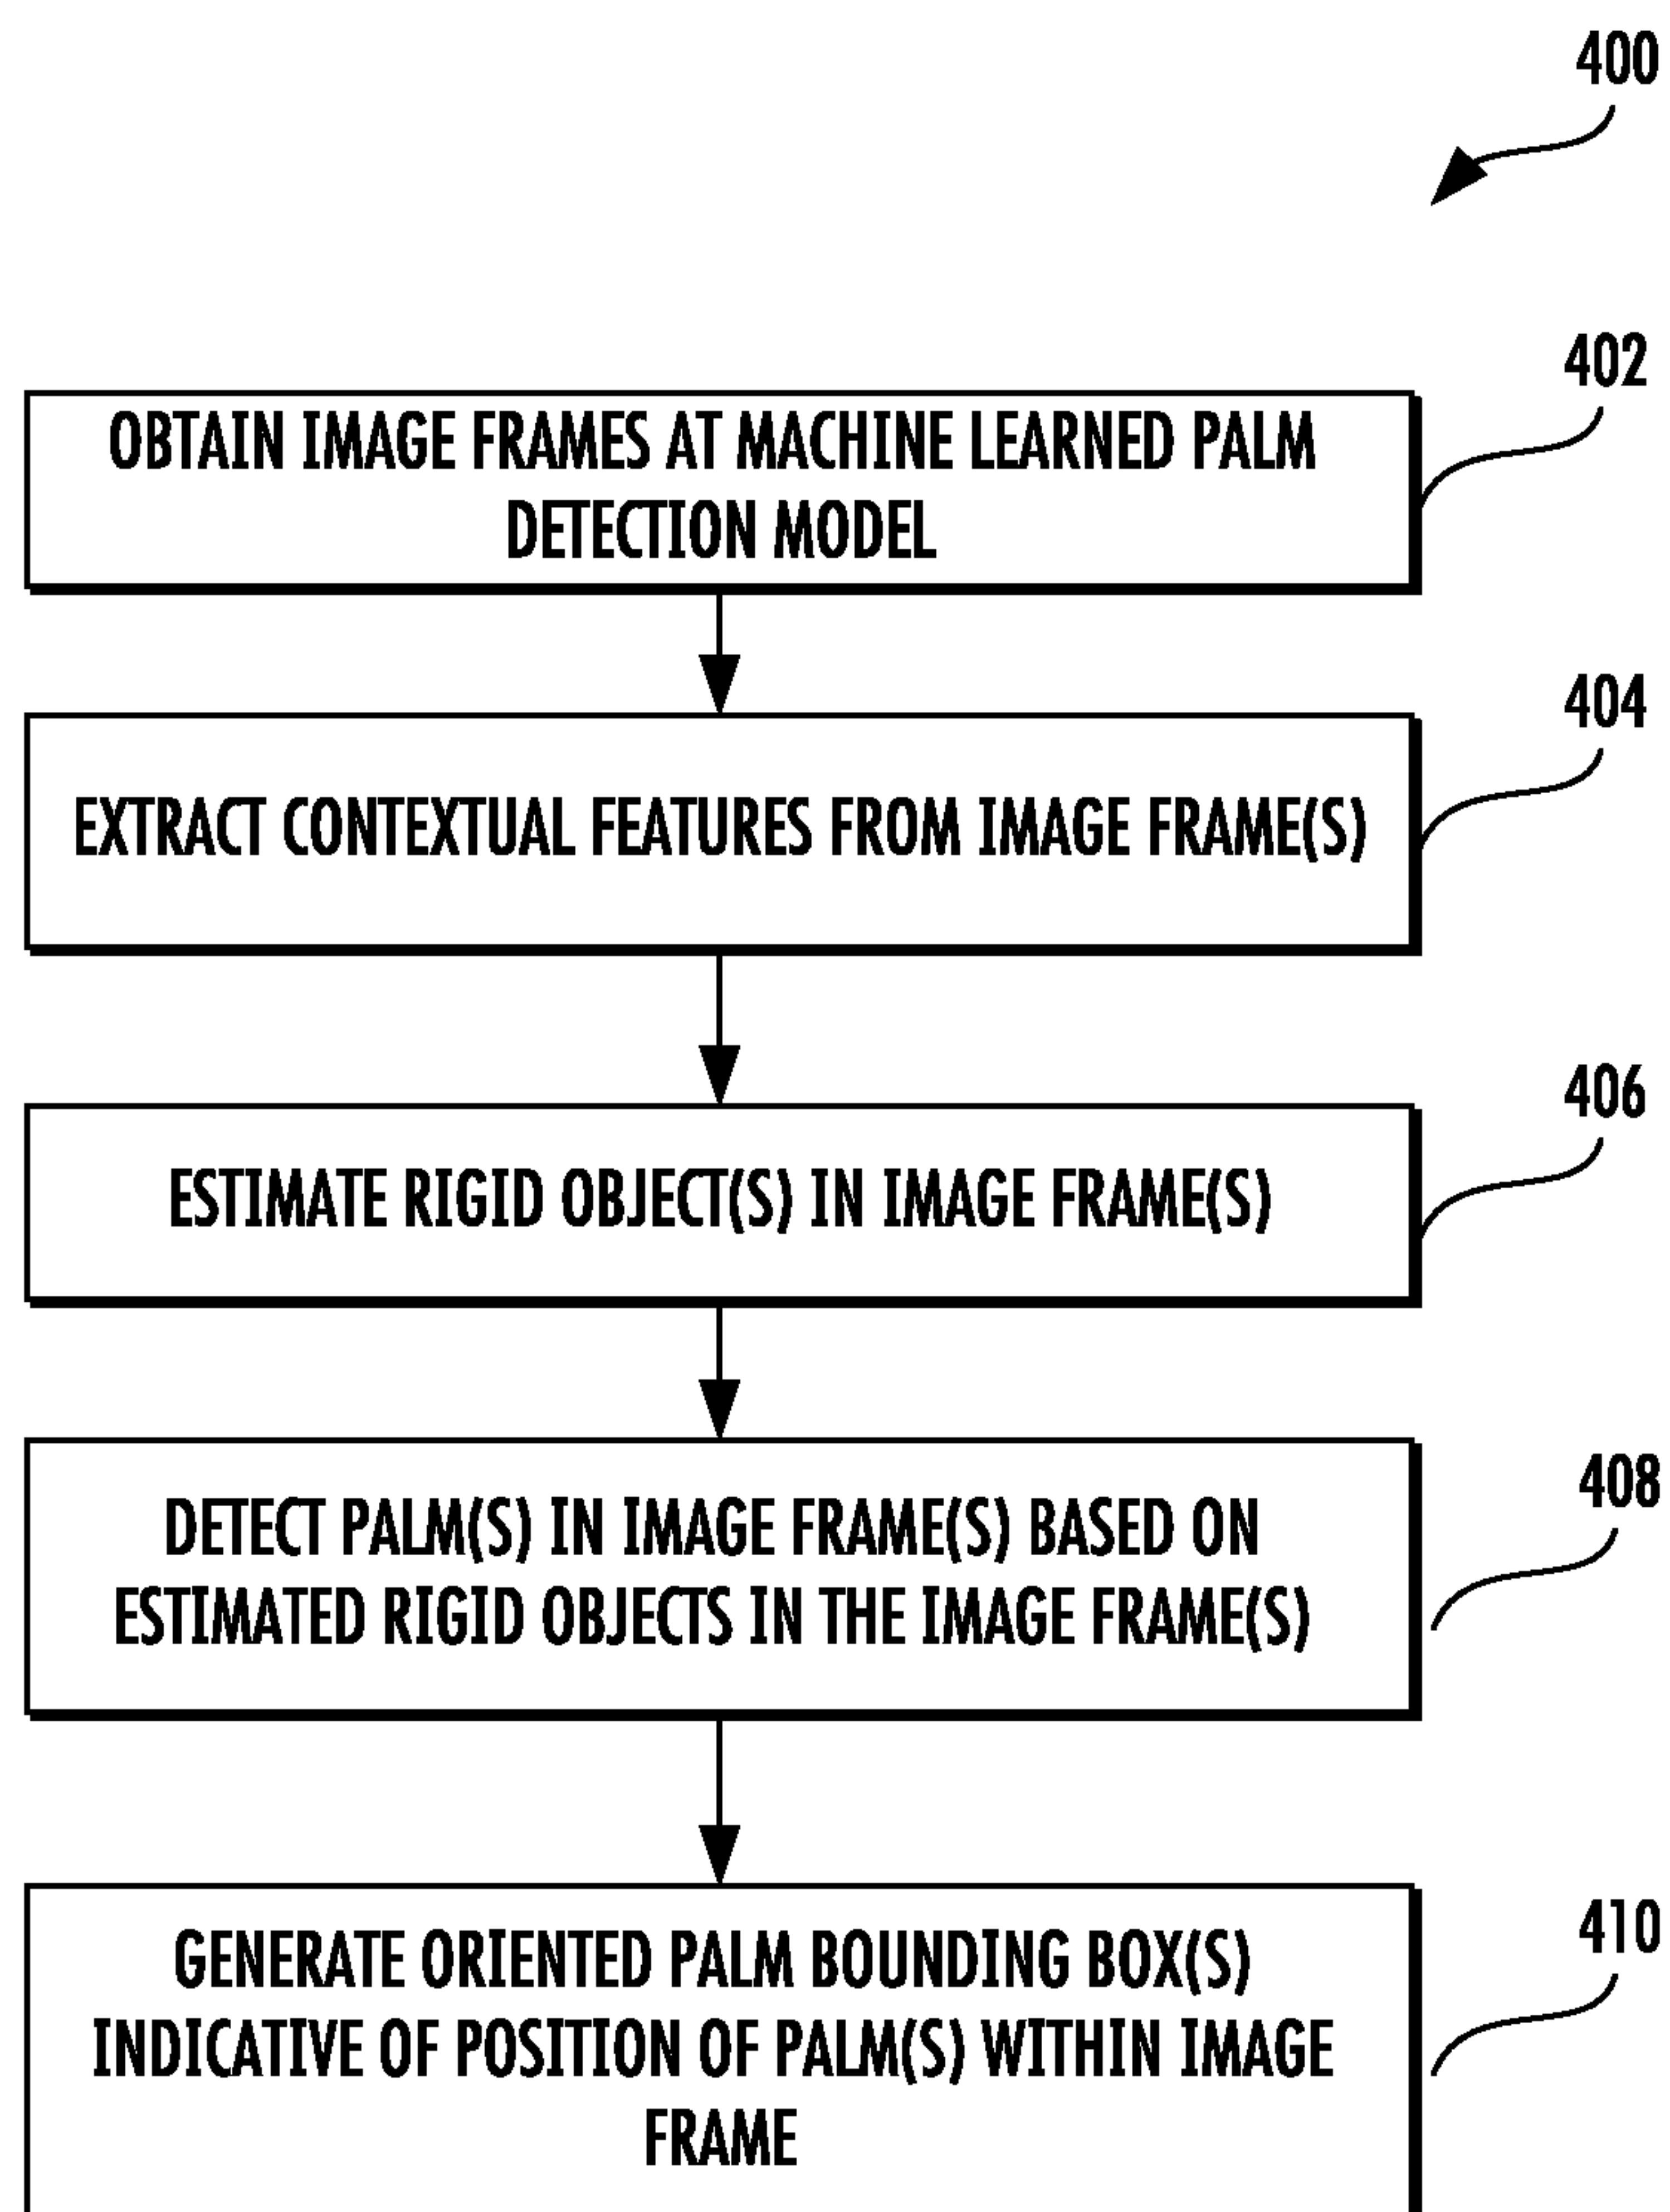 400
402
OBTAIN IMAGE FRAMES AT MACHINE LEARNED PALM
DETECTION MODEL
404
EXTRACT CONTEXTUAL FEATURES FROM IMAGE FRAME(S)
406
ESTIMATE RIGID OBJECT(S) IN IMAGE FRAME(S)
408
DETECT PALM(S) IN IMAGE FRAME(S) BASED ON
ESTIMATED RIGID OBJECTS IN THE IMAGE FRAME(S)
410
GENERATE ORIENTED PALM BOUNDING BOX(S)
INDICATIVE OF POSITION OF PALM(S) WITHIN IMAGE
FRAME